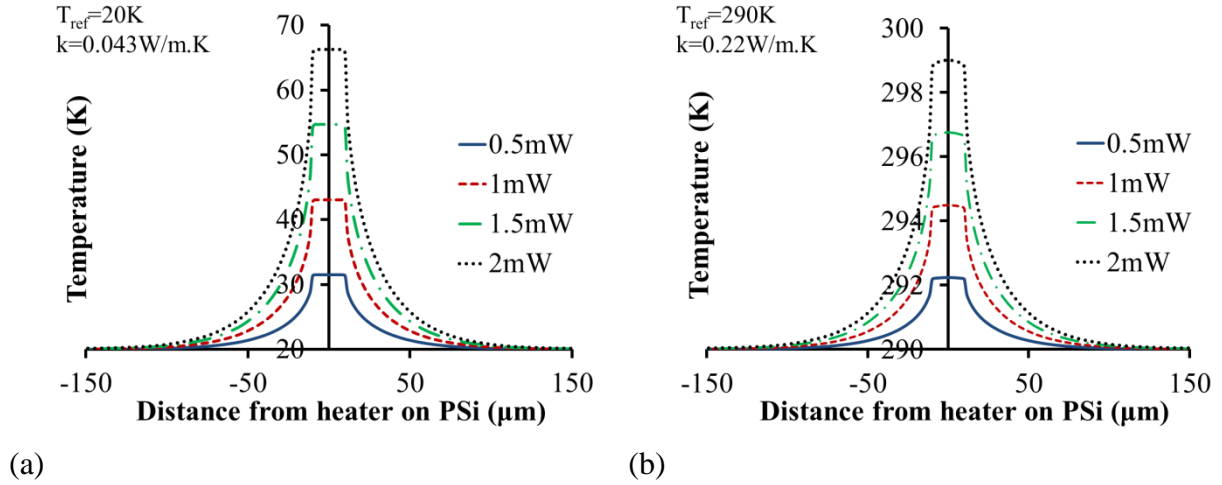 T_ref=20K
k=0.043W/m.K
Temperature (K)
70
60
50
40
30
20
-150
-50
50
150
Distance from heater on PSi (μm)
0.5mW
1mW
1.5mW
2mW
(a)
T_ref=290K
k=0.22W/m.K
Temperature (K)
300
298
296
294
292
290
-150
-50
50
150
Distance from heater on PSi (μm)
0.5mW
1mW
1.5mW
2mW
(b)